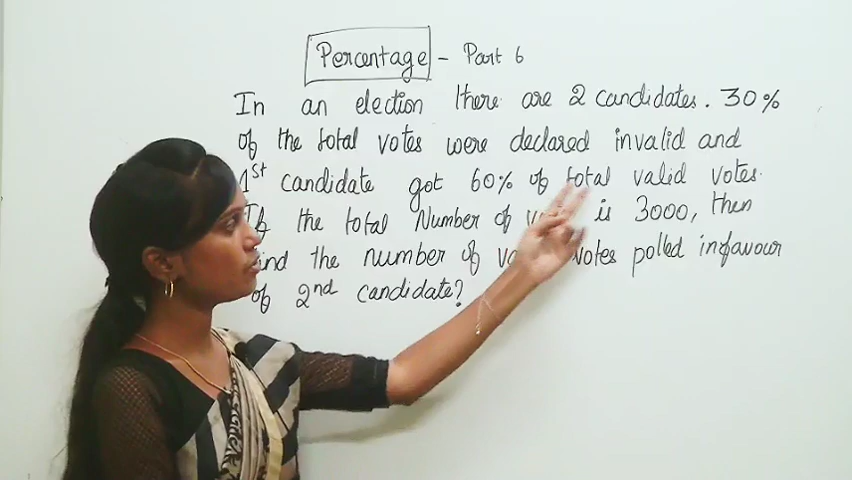 Percentage - Part 6
In an election there are 2 candidates. 30%
of the total votes were declared invalid and
1st candidate got 60% of total valid votes.
If the total Number of is 3000, then
find the number of votes polled infavour
of 2nd candidate?